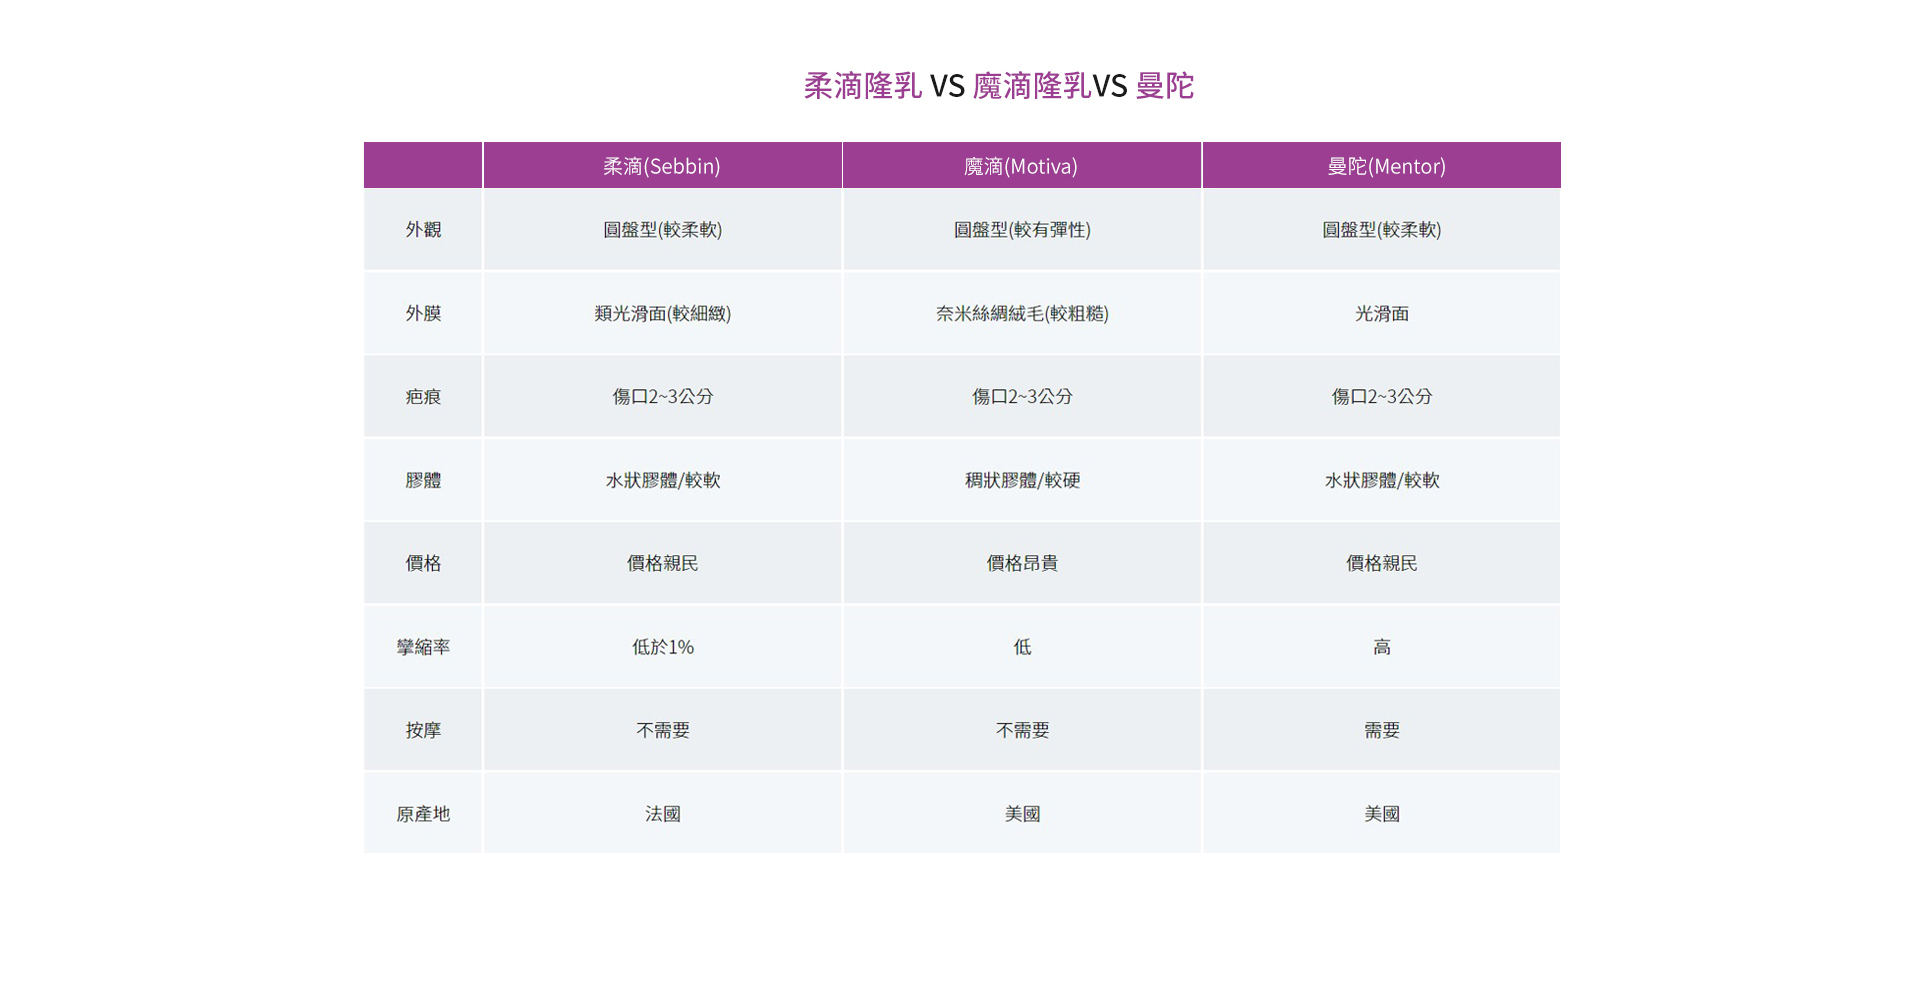 柔滴隆乳 VS 魔滴隆乳VS 曼陀
柔滴(Sebbin) 魔滴(Motiva) 曼陀(Mentor)
外觀 圓盤型(較柔軟) 圓盤型(較有彈性) 圓盤型(較柔軟)
外膜 類光滑面(較細緻) 奈米絲綢絨毛(較粗糙) 光滑面
疤痕 傷口2~3公分 傷口2~3公分 傷口2~3公分
膠體 水狀膠體/較軟 稠狀膠體/較硬 水狀膠體/較軟
價格 價格親民 價格昂貴 價格親民
攣縮率 低於1% 低 高
按摩 不需要 不需要 需要
原產地 法國 美國 美國